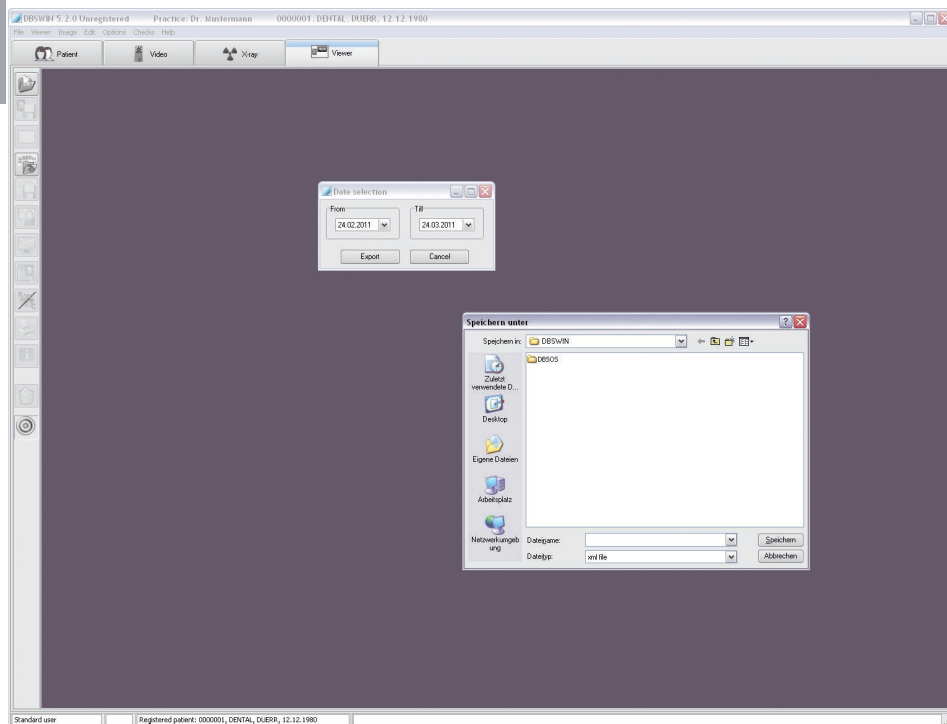 DBSWIN 5.2.0 Unregistered Practice: Dr. Mustermann 0000001, DENTAL, DUERR, 12.12.1980
File Viewer Image Edit Options Checks Help
Patient Video X-ray Viewer
Date selection
From Till
24.02.2011 24.03.2011
Export Cancel
Speichern unter
Speichern in: DBSWIN
DBSOS
Zuletzt
verwendete D...
Desktop
Eigene Dateien
Arbeitsplatz
Netzwerkumgeb
ung
Dateiname: Speichern
Dateityp: xml file Abbrechen
Standard user Registered patient: 0000001, DENTAL, DUERR, 12.12.1980